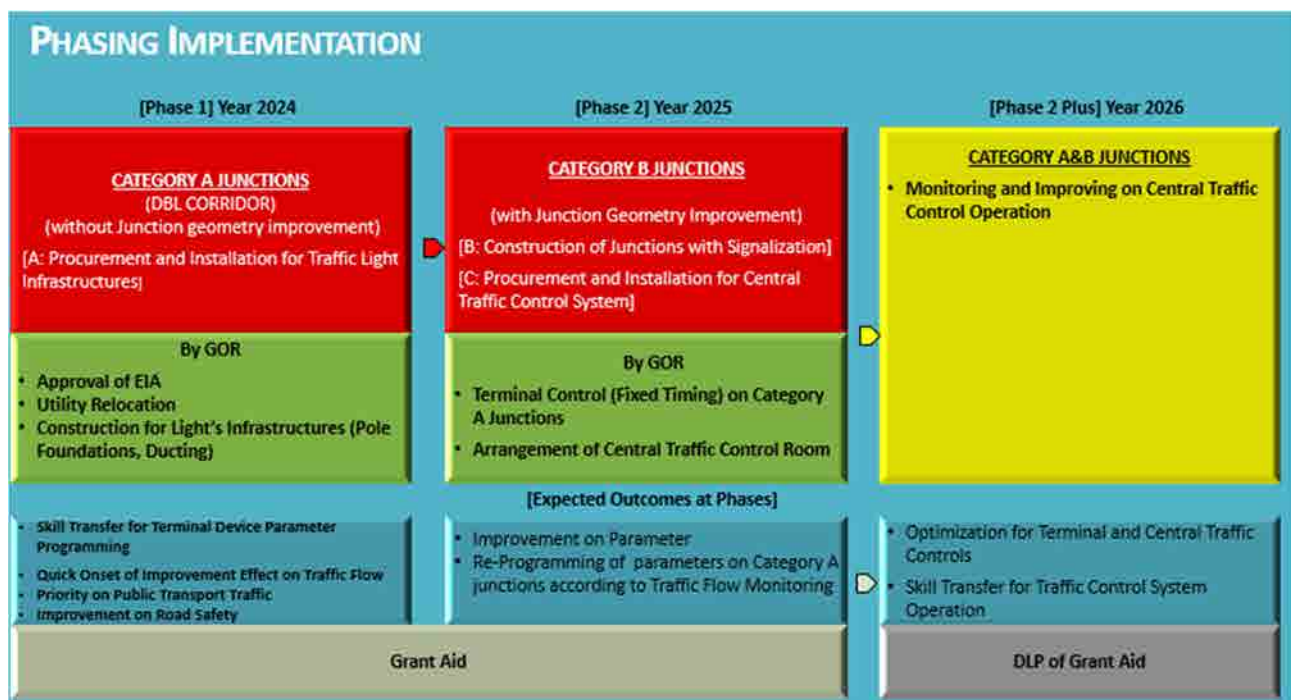 PHASING IMPLEMENTATION
[Phase 1] Year 2024
CATEGORY A JUNCTIONS
(DBL CORRIDOR)
(without Junction geometry improvement)
[A: Procurement and Installation for Traffic Light
Infrastructures]
By GOR
• Approval of EIA
• Utility Relocation
• Construction for Light's Infrastructures (Pole
Foundations, Ducting)
[Phase 2] Year 2025
CATEGORY B JUNCTIONS
(with Junction Geometry Improvement)
[B: Construction of Junctions with Signalization]
[C: Procurement and Installation for Central
Traffic Control System]
By GOR
• Terminal Control (Fixed Timing) on Category
A Junctions
• Arrangement of Central Traffic Control Room
[Phase 2 Plus] Year 2026
CATEGORY A&B JUNCTIONS
• Monitoring and Improving on Central Traffic
Control Operation
[Expected Outcomes at Phases]
• Skill Transfer for Terminal Device Parameter
Programming
• Quick Onset of Improvement Effect on Traffic Flow
• Priority on Public Transport Traffic
• Improvement on Road Safety
• Improvement on Parameter
• Re-Programming of parameters on Category A
junctions according to Traffic Flow Monitoring
• Optimization for Terminal and Central Traffic
Controls
• Skill Transfer for Traffic Control System
Operation
Grant Aid
DLP of Grant Aid